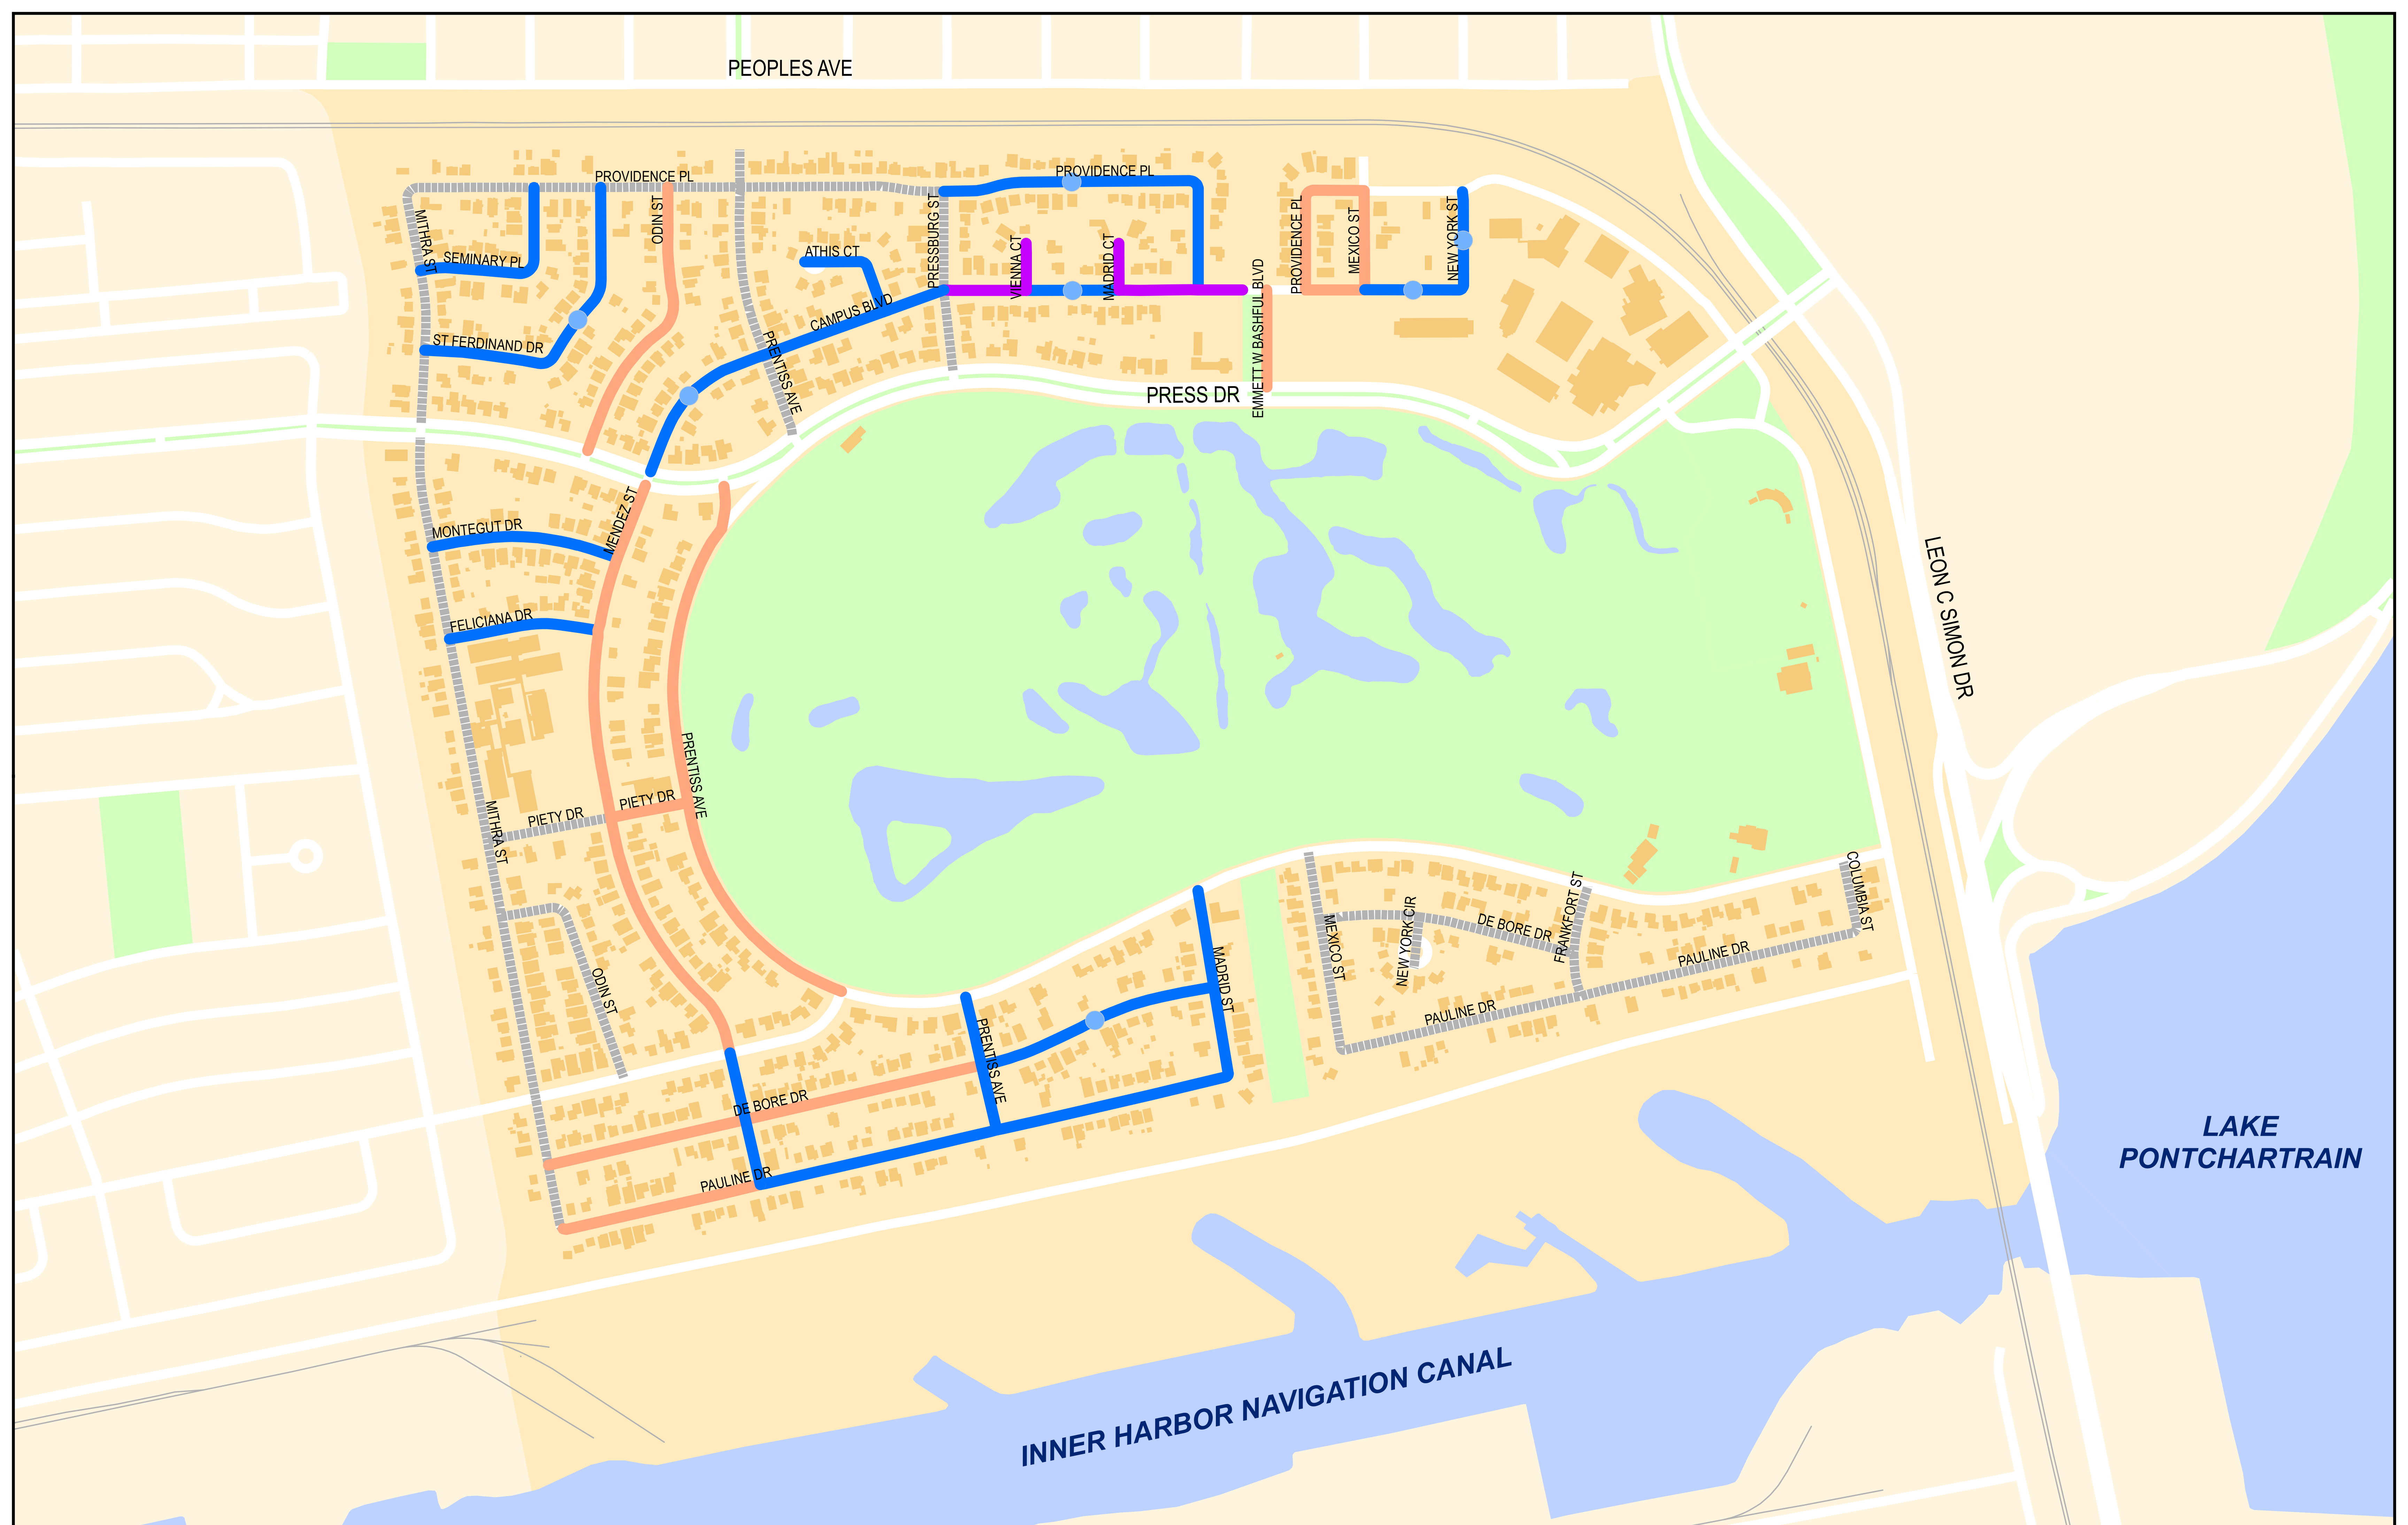 PEOPLES AVE
PROVIDENCE PL
PROVIDENCE PL
MITHRA ST
ODIN ST
PRESSBURG ST
PROVIDENCE PL
MEXICO ST
NEW YORK ST
SEMINARY PL
ATHIS CT
VIENNA CT
MADRID CT
EMMETT W BASHFUL BLVD
CAMPUS BLVD
ST FERDINAND DR
PRENTISS AVE
PRESS DR
MONTEGUT DR
MENDEZ ST
LEON C SIMON DR
FELICIANA DR
PRENTISS AVE
PIETY DR
PIETY DR
MITHRA ST
COLUMBIA ST
FRANKFORT ST
NEW YORK CIR
DE BORE DR
MEXICO ST
PAULINE DR
MADRID ST
ODIN ST
PAULINE DR
PRENTISS AVE
DE BORE DR
PAULINE DR
LAKE
PONTCHARTRAIN
INNER HARBOR NAVIGATION CANAL